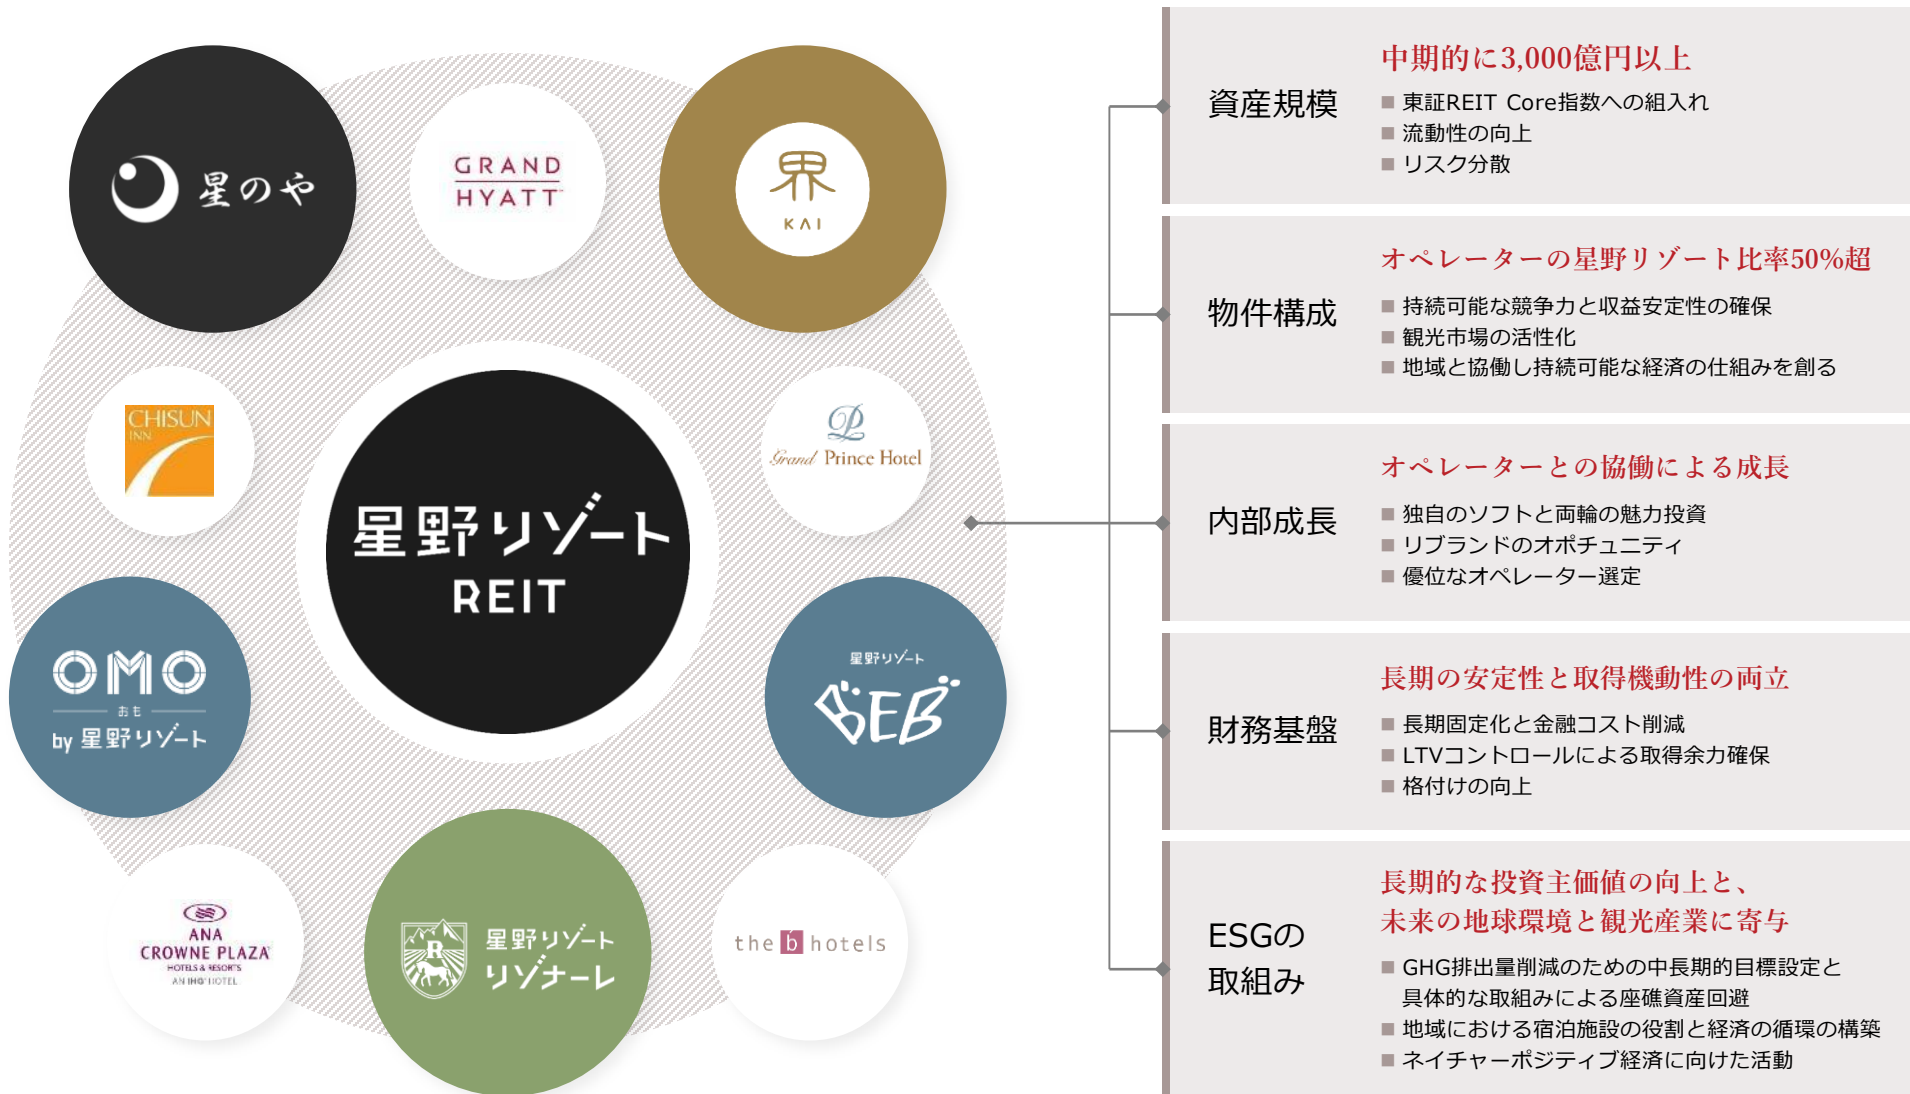 星のや
GRAND
HYATT
界
KAI
CHISUN
INN
Grand Prince Hotel
星野リゾート
REIT
OMO
おも
by 星野リゾート
星野リゾート
BEB
ANA
CROWNE PLAZA
HOTELS & RESORTS
AN IHG HOTEL
R
星野リゾート
リゾナーレ
the b hotels
資産規模
中期的に3,000億円以上
■ 東証REIT Core指数への組入れ
■ 流動性の向上
■ リスク分散
物件構成
オペレーターの星野リゾート比率50%超
■ 持続可能な競争力と収益安定性の確保
■ 観光市場の活性化
■ 地域と協働し持続可能な経済の仕組みを創る
内部成長
オペレーターとの協働による成長
■ 独自のソフトと両輪の魅力投資
■ リブランドのオポチュニティ
■ 優位なオペレーター選定
財務基盤
長期の安定性と取得機動性の両立
■ 長期固定化と金融コスト削減
■ LTVコントロールによる取得余力確保
■ 格付けの向上
ESGの
取組み
長期的な投資主価値の向上と、
未来の地球環境と観光産業に寄与
■ GHG排出量削減のための中長期的目標設定と
具体的な取組みによる座礁資産回避
■ 地域における宿泊施設の役割と経済の循環の構築
■ ネイチャーポジティブ経済に向けた活動